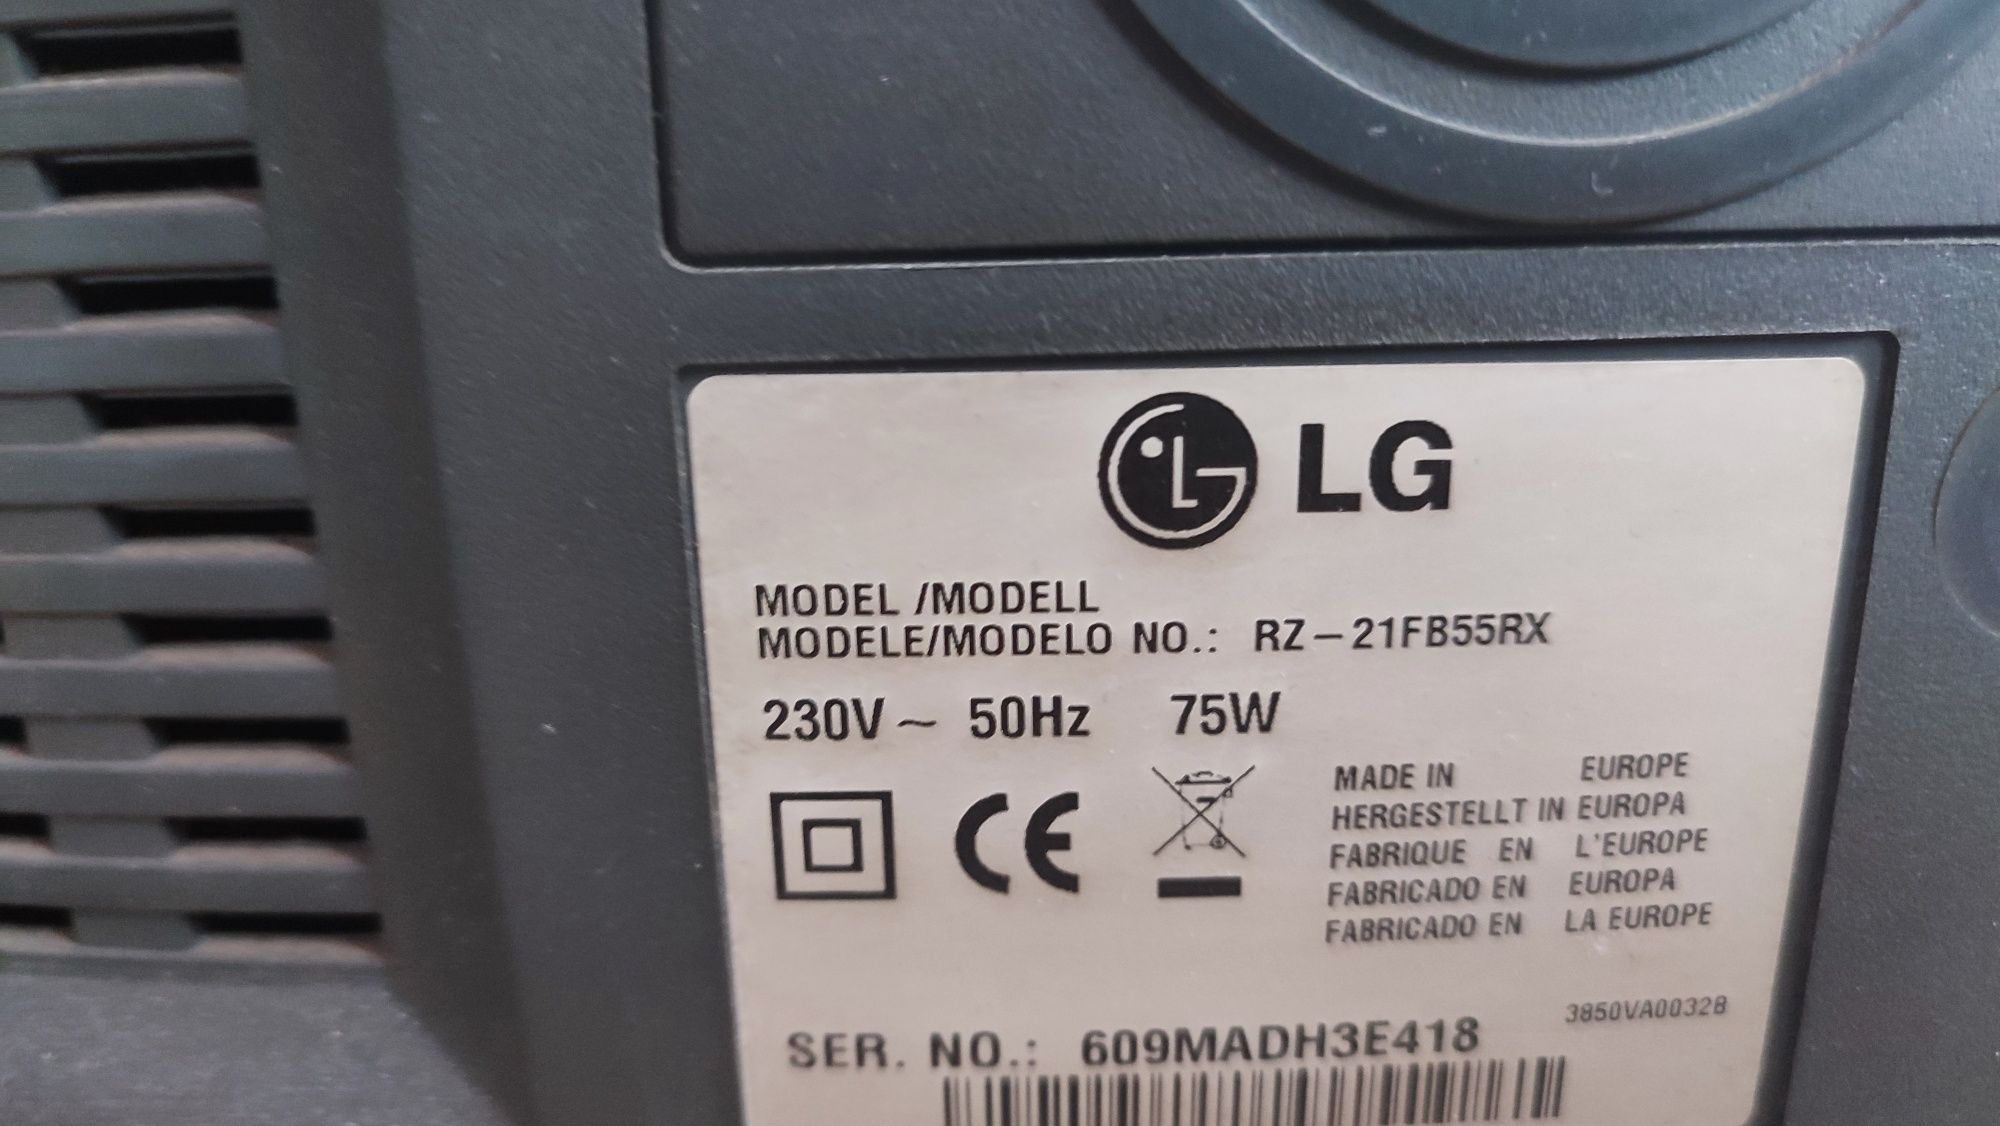 LG
MODEL /MODELL
MODELE/MODELO NO.: RZ-21FB55RX
230V ~ 50Hz 75W
CE
MADE IN EUROPE
HERGESTELLT IN EUROPA
FABRIQUE EN L'EUROPE
FABRICADO EN EUROPA
FABRICADO EN LA EUROPE
3850VA0032B
SER. NO.: 609MADH3E418